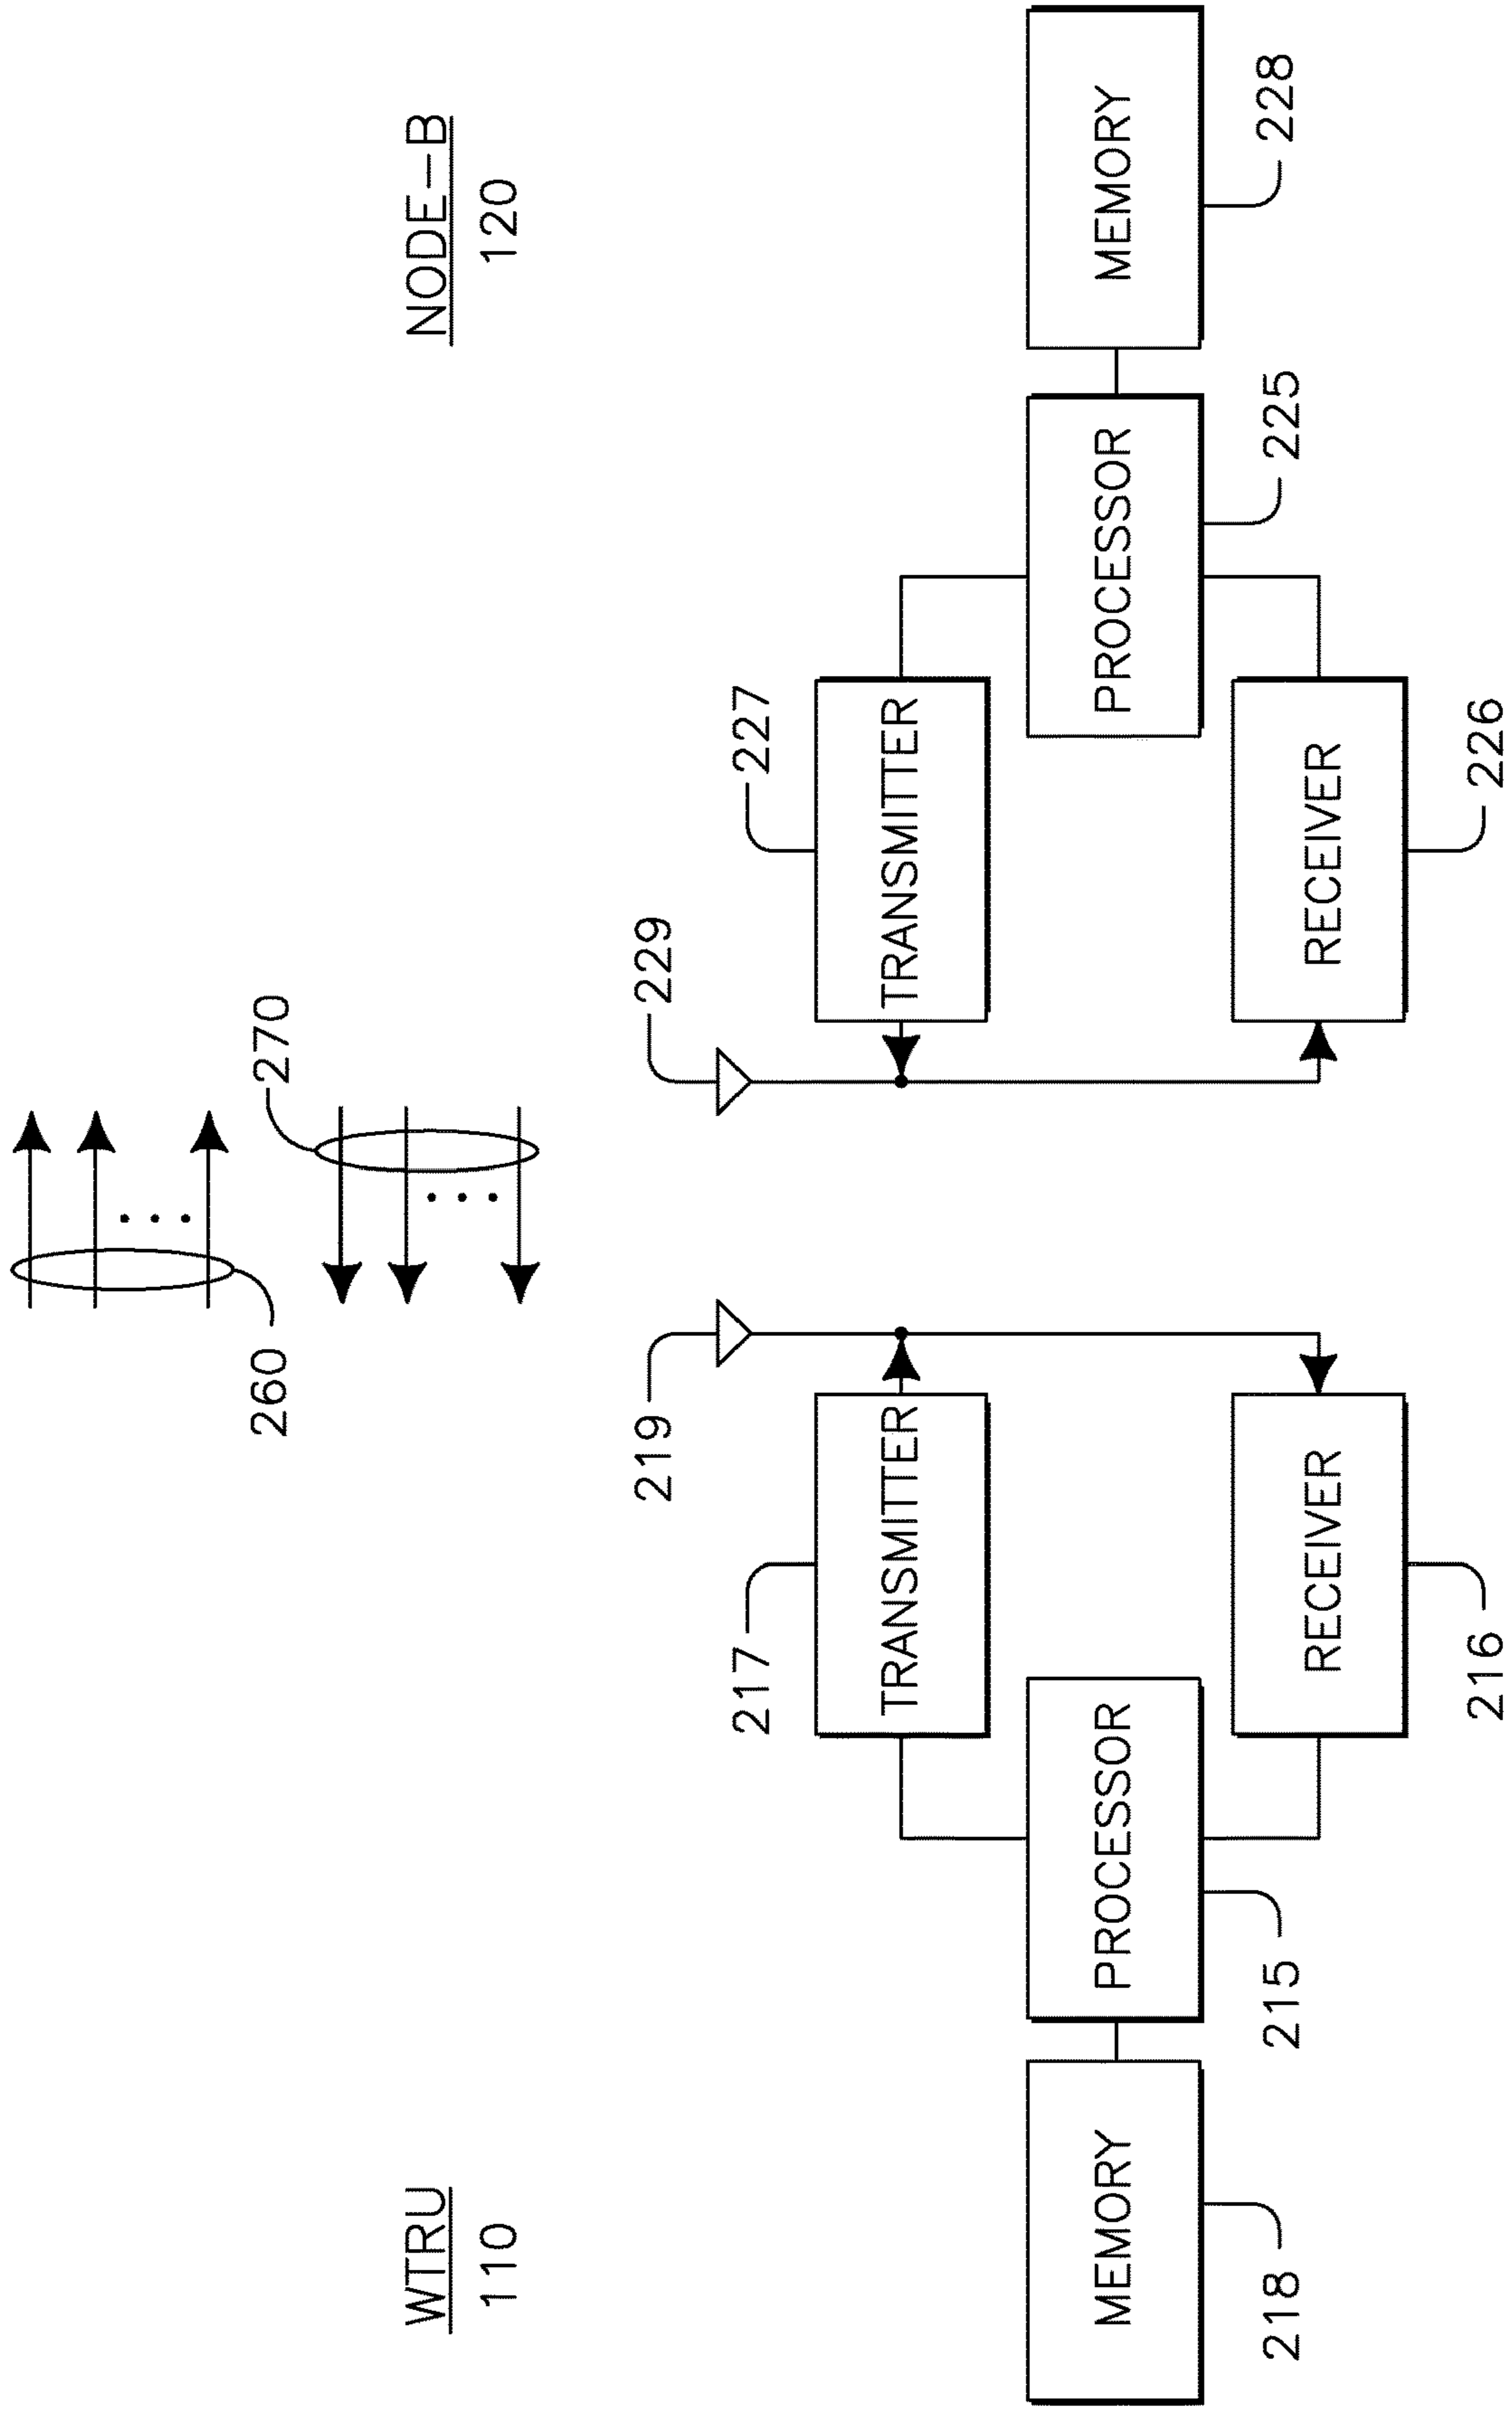 260
270
WTRU
110
NODE-B
120
219
229
217
227
TRANSMITTER
TRANSMITTER
MEMORY
PROCESSOR
PROCESSOR
MEMORY
218
215
225
228
RECEIVER
RECEIVER
216
226